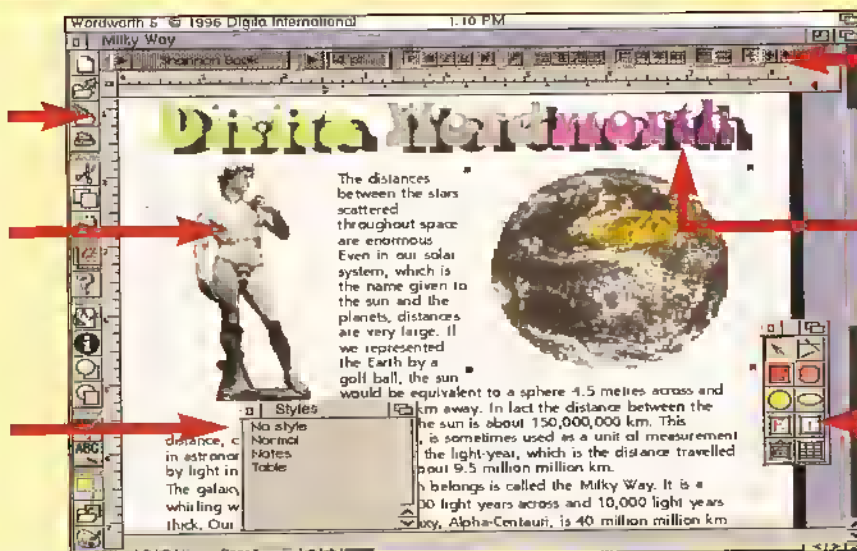 Wordworth © 1996 Digita International 1:10 PM
Milky Way
Shannon Book
Digita Wordworth
The distances
between the stars
scattered
throughout space
are enormous
Even in our solar
system, which is
the name given to
the sun and the
planets, distances
are very large. If
we represented
the Earth by a
golf ball, the sun
would be equivalent to a sphere 4.5 metres across and
km away. In fact the distance between the
he sun is about 150,000,000 km. This
distance, c , is sometimes used as a unit of measurement
in astronor the light-year, which is the distance travelled
by light in bout 9.5 million million km.
The galax h belongs is called the Milky Way. It is a
whirling w 00 light years across and 10,000 light years
thick. Our xy, Alpha-Centauri, is 40 million million km
Styles
No style
Normal
Notes
Table
ABC